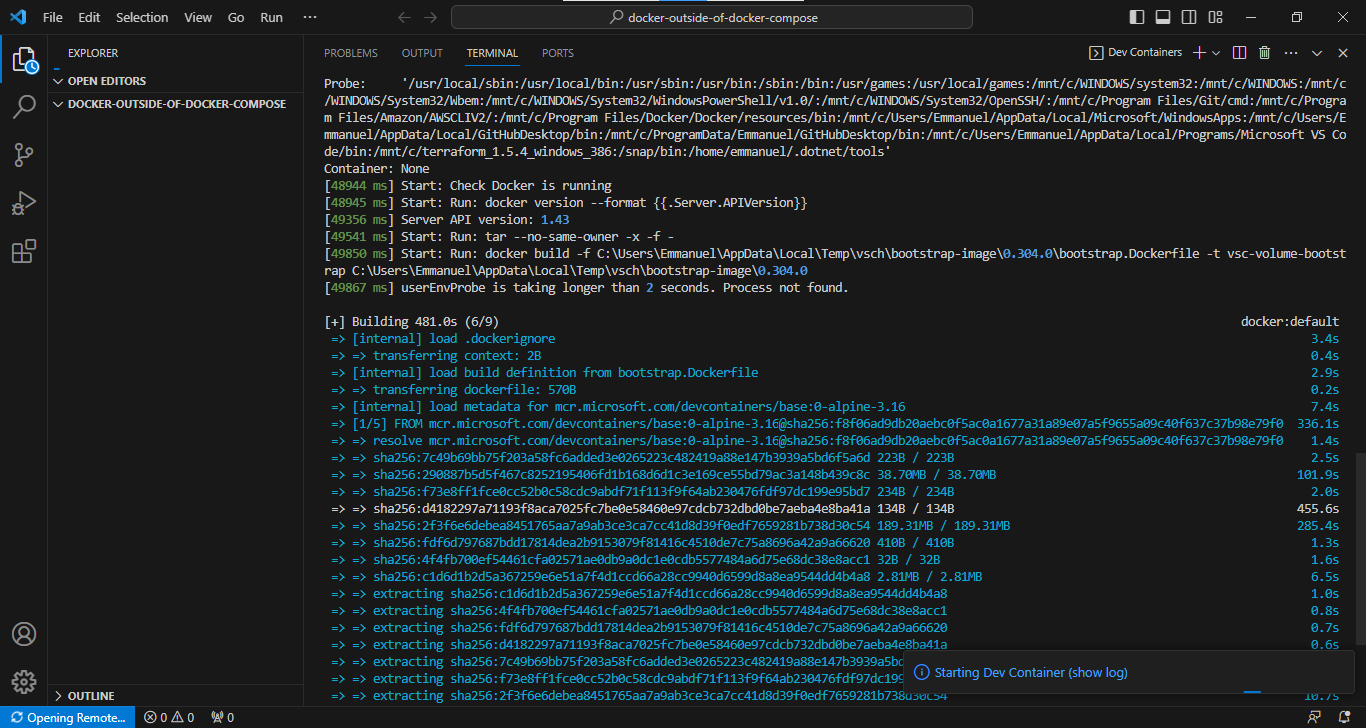 File Edit Selection View Go Run ···
docker-outside-of-docker-compose
EXPLORER
OPEN EDITORS
DOCKER-OUTSIDE-OF-DOCKER-COMPOSE
OUTLINE
PROBLEMS OUTPUT TERMINAL PORTS
Dev Containers
Probe: '/usr/local/sbin:/usr/local/bin:/usr/sbin:/usr/bin:/sbin:/bin:/usr/games:/usr/local/games:/mnt/c/WINDOWS/system32:/mnt/c/WINDOWS:/mnt/c
/WINDOWS/System32/Wbem:/mnt/c/WINDOWS/System32/WindowsPowerShell/v1.0/:/mnt/c/WINDOWS/System32/OpenSSH/:/mnt/c/Program Files/Git/cmd:/mnt/c/Progra
m Files/Amazon/AWSCLIV2/:/mnt/c/Program Files/Docker/Docker/resources/bin:/mnt/c/Users/Emmanuel/AppData/Local/Microsoft/WindowsApps:/mnt/c/Users/E
mmanuel/AppData/Local/GitHubDesktop/bin:/mnt/c/ProgramData/Emmanuel/GitHubDesktop/bin:/mnt/c/Users/Emmanuel/AppData/Local/Programs/Microsoft VS Co
de/bin:/mnt/c/terraform_1.5.4_windows_386:/snap/bin:/home/emmanuel/.dotnet/tools'
Container: None
[48944 ms] Start: Check Docker is running
[48945 ms] Start: Run: docker version --format {{.Server.APIVersion}}
[49356 ms] Server API version: 1.43
[49541 ms] Start: Run: tar --no-same-owner -x -f -
[49850 ms] Start: Run: docker build -f C:\Users\Emmanuel\AppData\Local\Temp\vsch\bootstrap-image\0.304.0\bootstrap.Dockerfile -t vsc-volume-bootst
rap C:\Users\Emmanuel\AppData\Local\Temp\vsch\bootstrap-image\0.304.0
[49867 ms] userEnvProbe is taking longer than 2 seconds. Process not found.
[+] Building 481.0s (6/9) docker:default
=> [internal] load .dockerignore 3.4s
=> => transferring context: 2B 0.4s
=> [internal] load build definition from bootstrap.Dockerfile 2.9s
=> => transferring dockerfile: 570B 0.2s
=> [internal] load metadata for mcr.microsoft.com/devcontainers/base:0-alpine-3.16 7.4s
=> [1/5] FROM mcr.microsoft.com/devcontainers/base:0-alpine-3.16@sha256:f8f06ad9db20aebc0f5ac0a1677a31a89e07a5f9655a09c40f637c37b98e79f0 336.1s
=> => resolve mcr.microsoft.com/devcontainers/base:0-alpine-3.16@sha256:f8f06ad9db20aebc0f5ac0a1677a31a89e07a5f9655a09c40f637c37b98e79f0 1.4s
=> => sha256:7c49b69bb75f203a58fc6added3e0265223c482419a88e147b3939a5bd6f5a6d 223B / 223B 2.5s
=> => sha256:290887b5d5f467c8252195406fd1b168d6d1c3e169ce55bd79ac3a148b439c8c 38.70MB / 38.70MB 101.9s
=> => sha256:f73e8ff1fce0cc52b0c58cdc9abdf71f113f9f64ab230476fdf97dc199e95bd7 234B / 234B 2.0s
=> => sha256:d4182297a71193f8aca7025fc7be0e58460e97cdcb732dbd0be7aeba4e8ba41a 134B / 134B 455.6s
=> => sha256:2f3f6e6debea8451765aa7a9ab3ce3ca7cc41d8d39f0edf7659281b738d30c54 189.31MB / 189.31MB 285.4s
=> => sha256:fdf6d797687bdd17814dea2b9153079f81416c4510de7c75a8696a42a9a66620 410B / 410B 1.3s
=> => sha256:4f4fb700ef54461cfa02571ae0db9a0dc1e0cdb5577484a6d75e68dc38e8acc1 32B / 32B 1.6s
=> => sha256:c1d6d1b2d5a367259e6e51a7f4d1ccd66a28cc9940d6599d8a8ea9544dd4b4a8 2.81MB / 2.81MB 6.5s
=> => extracting sha256:c1d6d1b2d5a367259e6e51a7f4d1ccd66a28cc9940d6599d8a8ea9544dd4b4a8 1.0s
=> => extracting sha256:4f4fb700ef54461cfa02571ae0db9a0dc1e0cdb5577484a6d75e68dc38e8acc1 0.8s
=> => extracting sha256:fdf6d797687bdd17814dea2b9153079f81416c4510de7c75a8696a42a9a66620 0.7s
=> => extracting sha256:d4182297a71193f8aca7025fc7be0e58460e97cdcb732dbd0be7aeba4e8ba41a 0.6s
=> => extracting sha256:7c49b69bb75f203a58fc6added3e0265223c482419a88e147b3939a5bd
=> => extracting sha256:f73e8ff1fce0cc52b0c58cdc9abdf71f113f9f64ab230476fdf97dc199
=> => extracting sha256:2f3f6e6debea8451765aa7a9ab3ce3ca7cc41d8d39f0edf7659281b738d30c54 10.7s
Starting Dev Container (show log)
Opening Remote... 0 0 0